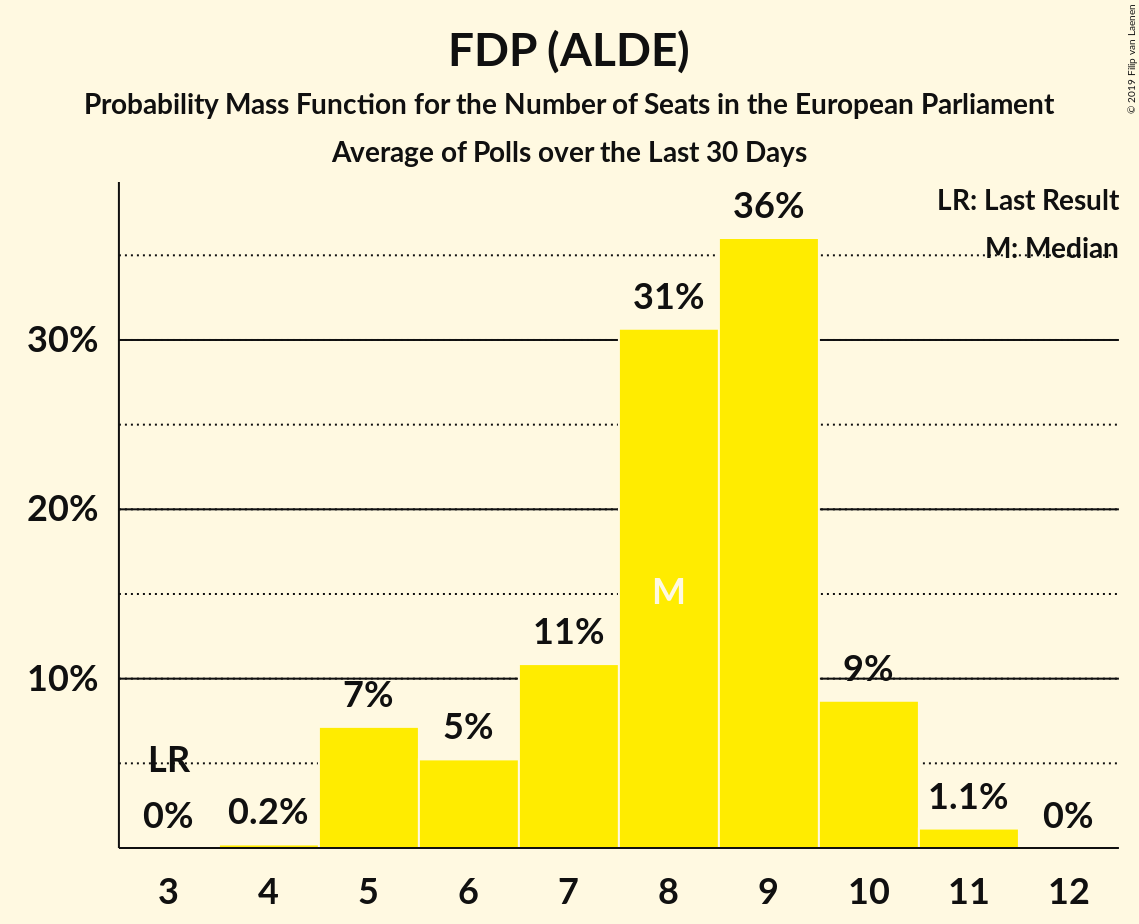 FDP (ALDE)
Probability Mass Function for the Number of Seats in the European Parliament
Average of Polls over the Last 30 Days
© 2019 Filip van Laenen
LR: Last Result
M: Median
36%
31%
30%
20%
M
11%
10%
9%
7%
5%
LR
0%
0.2%
1.1%
0%
3 4 5 6 7 8 9 10 11 12